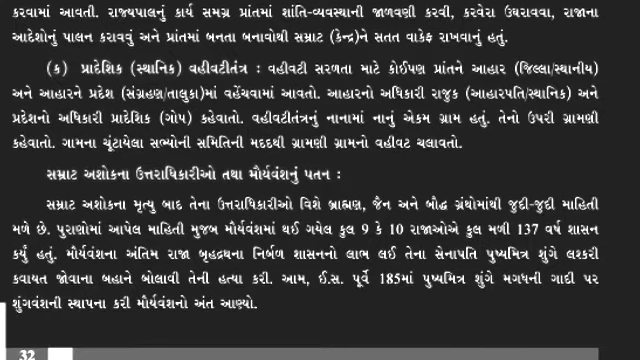 કરવામાં આવતી. રાજ્યપાલનું કાર્ય સમગ્ર પ્રાંતમાં શાંતિ-વ્યવસ્થાની જાળવણી કરવી, કરવેરા ઉઘરાવવા, રાજાના
આદેશોનું પાલન કરાવવું અને પ્રાંતમાં બનતા બનાવોથી સમ્રાટ (કેન્દ્ર)ને સતત વાકેફ રાખવાનું હતું.
(ક) પ્રાદેશિક (સ્થાનિક) વહીવટીતંત્ર : વહીવટી સરળતા માટે કોઈપણ પ્રાંતને આહાર (જિલ્લા/સ્થાનીય)
અને આહારને પ્રદેશ (સંગ્રહણ/તાલુકા)માં વહેંચવામાં આવતો. આહારનો અધિકારી રાજુક (આહારપતિ/સ્થાનિક) અને
પ્રદેશનો અધિકારી પ્રાદેશિક (ગોપ) કહેવાતો. વહીવટીતંત્રનું નાનામાં નાનું એકમ ગ્રામ હતું. તેનો ઉપરી ગ્રામણી
કહેવાતો. ગામના ચૂંટાયેલા સભ્યોની સમિતિની મદદથી ગ્રામણી ગ્રામનો વહીવટ ચલાવતો.
સમ્રાટ અશોકના ઉત્તરાધિકારીઓ તથા મૌર્યવંશનું પતન :
સમ્રાટ અશોકના મૃત્યુ બાદ તેના ઉત્તરાધિકારીઓ વિશે બ્રાહ્મણ, જૈન અને બૌદ્ધ ગ્રંથોમાંથી જુદી-જુદી માહિતી
મળે છે. પુરાણોમાં આપેલ માહિતી મુજબ મૌર્યવંશમાં થઈ ગયેલ કુલ 9 કે 10 રાજાઓએ કુલ મળી 137 વર્ષ શાસન
કર્યું હતું. મૌર્યવંશના અંતિમ રાજા બૃહદ્રથના નિર્બળ શાસનનો લાભ લઈ તેના સેનાપતિ પુષ્યમિત્ર શુંગે લશ્કરી
કવાયત જોવાના બહાને બોલાવી તેની હત્યા કરી. આમ, ઈ.સ. પૂર્વે 185માં પુષ્યમિત્ર શુંગે મગધની ગાદી પર
શુંગવંશની સ્થાપના કરી મૌર્યવંશનો અંત આણ્યો.
32